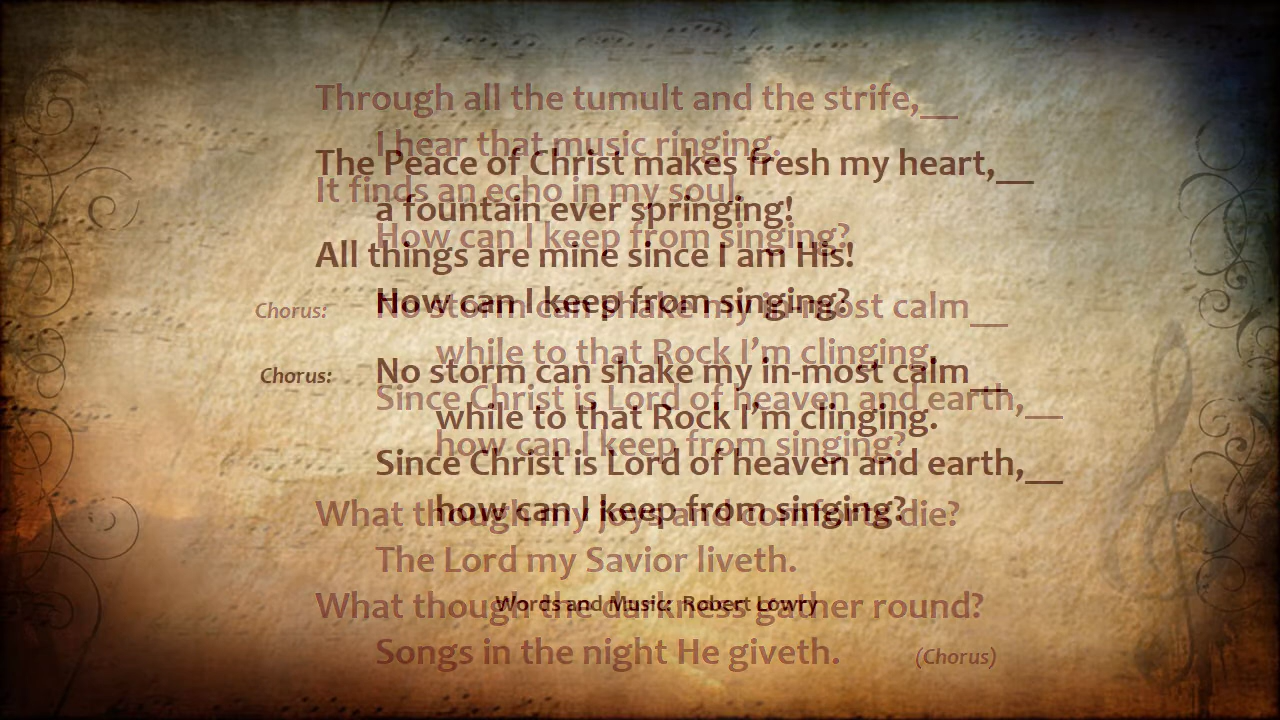 Through all the tumult and the strife,__
I hear that music ringing.
The Peace of Christ makes fresh my heart,__
It finds an echo in my soul.
a fountain ever springing!
How can I keep from singing?
All things are mine since I am His!
How can I keep from singing?
Chorus: No storm can shake my in-most calm__
while to that Rock I'm clinging.
Chorus: No storm can shake my in-most calm__
Since Christ is Lord of heaven and earth,__
while to that Rock I'm clinging.
how can I keep from singing?
Since Christ is Lord of heaven and earth,__
how can I keep from singing?
What though my joys and comforts die?
The Lord my Savior liveth.
Words and Music: Robert Lowry
What though the darkness gather round?
Songs in the night He giveth. (Chorus)